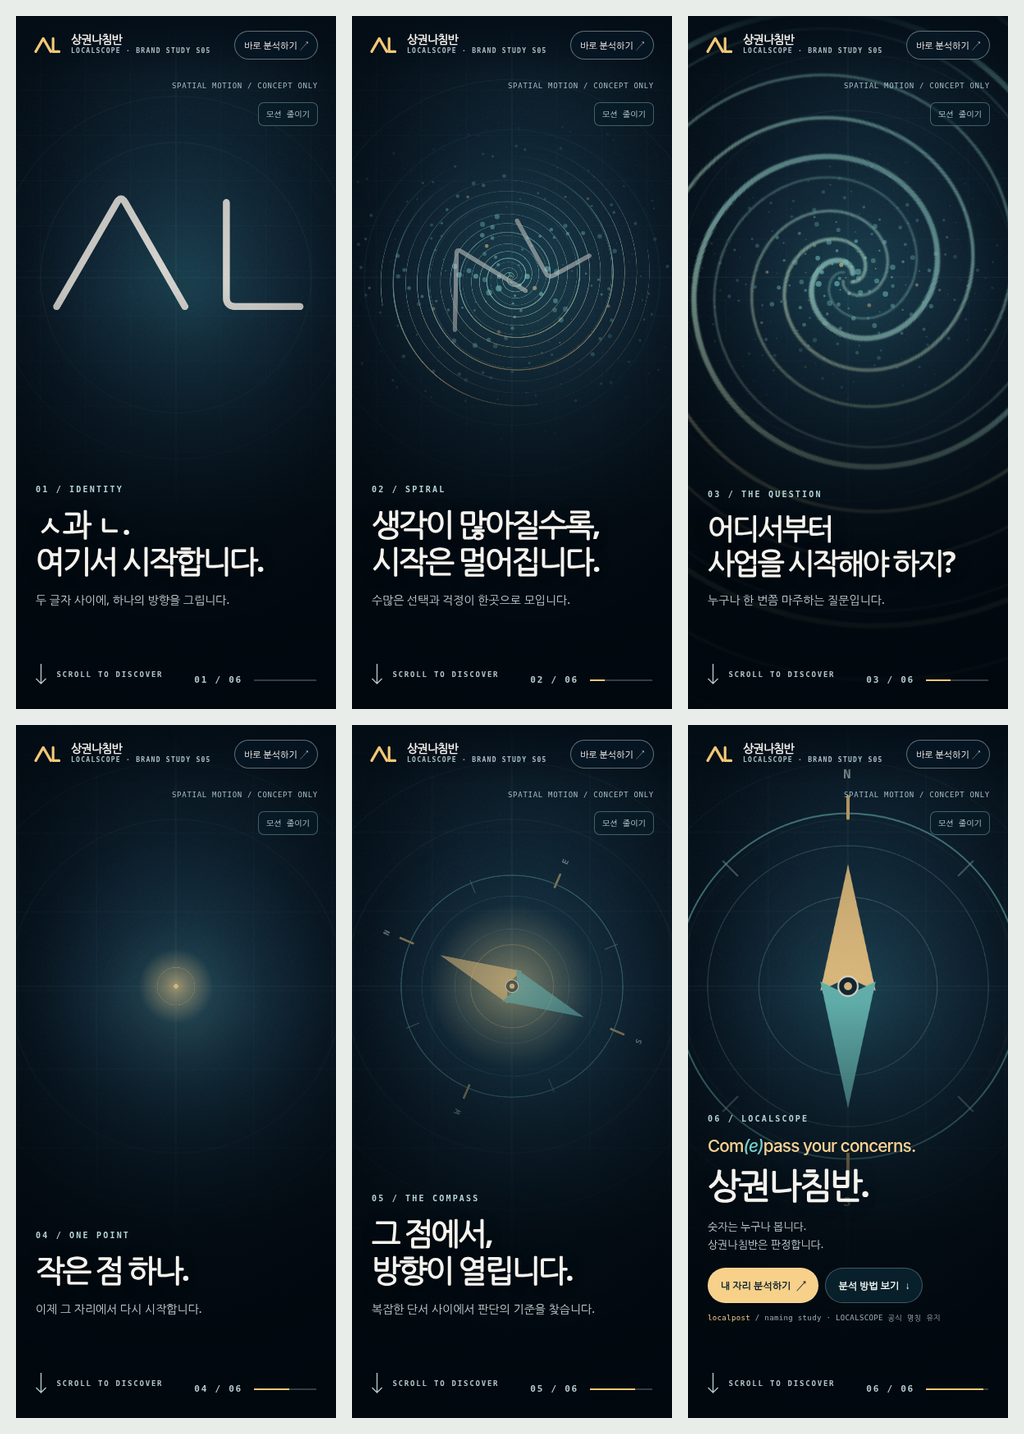 상권나침반
LOCALSCOPE · BRAND STUDY S05
바로 분석하기 ↗
SPATIAL MOTION / CONCEPT ONLY
모션 줄이기
01 / IDENTITY
ㅅ과 ㄴ.
여기서 시작합니다.
두 글자 사이에, 하나의 방향을 그립니다.
SCROLL TO DISCOVER
01 / 06
상권나침반
LOCALSCOPE · BRAND STUDY S05
바로 분석하기 ↗
SPATIAL MOTION / CONCEPT ONLY
모션 줄이기
02 / SPIRAL
생각이 많아질수록,
시작은 멀어집니다.
수많은 선택과 걱정이 한곳으로 모입니다.
SCROLL TO DISCOVER
02 / 06
상권나침반
LOCALSCOPE · BRAND STUDY S05
바로 분석하기 ↗
SPATIAL MOTION / CONCEPT ONLY
모션 줄이기
03 / THE QUESTION
어디서부터
사업을 시작해야 하지?
누구나 한 번쯤 마주하는 질문입니다.
SCROLL TO DISCOVER
03 / 06
상권나침반
LOCALSCOPE · BRAND STUDY S05
바로 분석하기 ↗
SPATIAL MOTION / CONCEPT ONLY
모션 줄이기
04 / ONE POINT
작은 점 하나.
이제 그 자리에서 다시 시작합니다.
SCROLL TO DISCOVER
04 / 06
상권나침반
LOCALSCOPE · BRAND STUDY S05
바로 분석하기 ↗
SPATIAL MOTION / CONCEPT ONLY
모션 줄이기
E
N
S
W
05 / THE COMPASS
그 점에서,
방향이 열립니다.
복잡한 단서 사이에서 판단의 기준을 찾습니다.
SCROLL TO DISCOVER
05 / 06
상권나침반
LOCALSCOPE · BRAND STUDY S05
바로 분석하기 ↗
N
SPATIAL MOTION / CONCEPT ONLY
모션 줄이기
06 / LOCALSCOPE
Com(e)pass your concerns.
상권나침반.
숫자는 누구나 봅니다.
상권나침반은 판정합니다.
내 자리 분석하기 ↗
분석 방법 보기 ↓
localpost / naming study · LOCALSCOPE 공식 명칭 유지
SCROLL TO DISCOVER
06 / 06